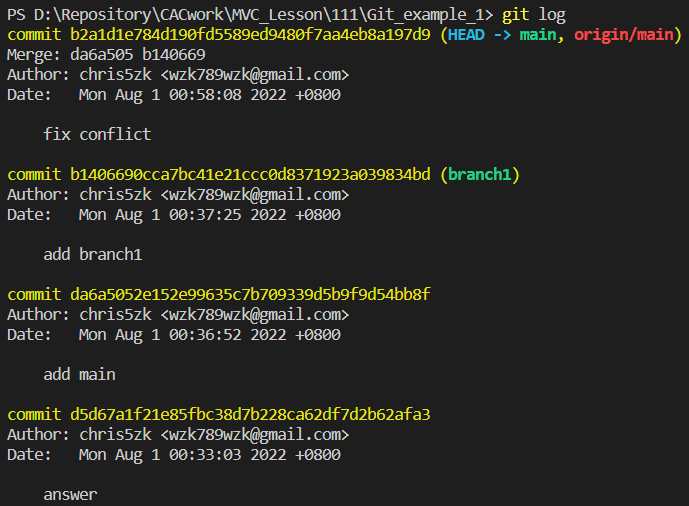 PS D:\Repository\CACwork\MVC_Lesson\111\Git_example_1> git log
commit b2a1d1e784d190fd5589ed9480f7aa4eb8a197d9 (HEAD -> main, origin/main)
Merge: da6a505 b140669
Author: chris5zk <wzk789wzk@gmail.com>
Date:   Mon Aug 1 00:58:08 2022 +0800
    fix conflict
commit b1406690cca7bc41e21ccc0d8371923a039834bd (branch1)
Author: chris5zk <wzk789wzk@gmail.com>
Date:   Mon Aug 1 00:37:25 2022 +0800
    add branch1
commit da6a5052e152e99635c7b709339d5b9f9d54bb8f
Author: chris5zk <wzk789wzk@gmail.com>
Date:   Mon Aug 1 00:36:52 2022 +0800
    add main
commit d5d67a1f21e85fbc38d7b228ca62df7d2b62afa3
Author: chris5zk <wzk789wzk@gmail.com>
Date:   Mon Aug 1 00:33:03 2022 +0800
    answer